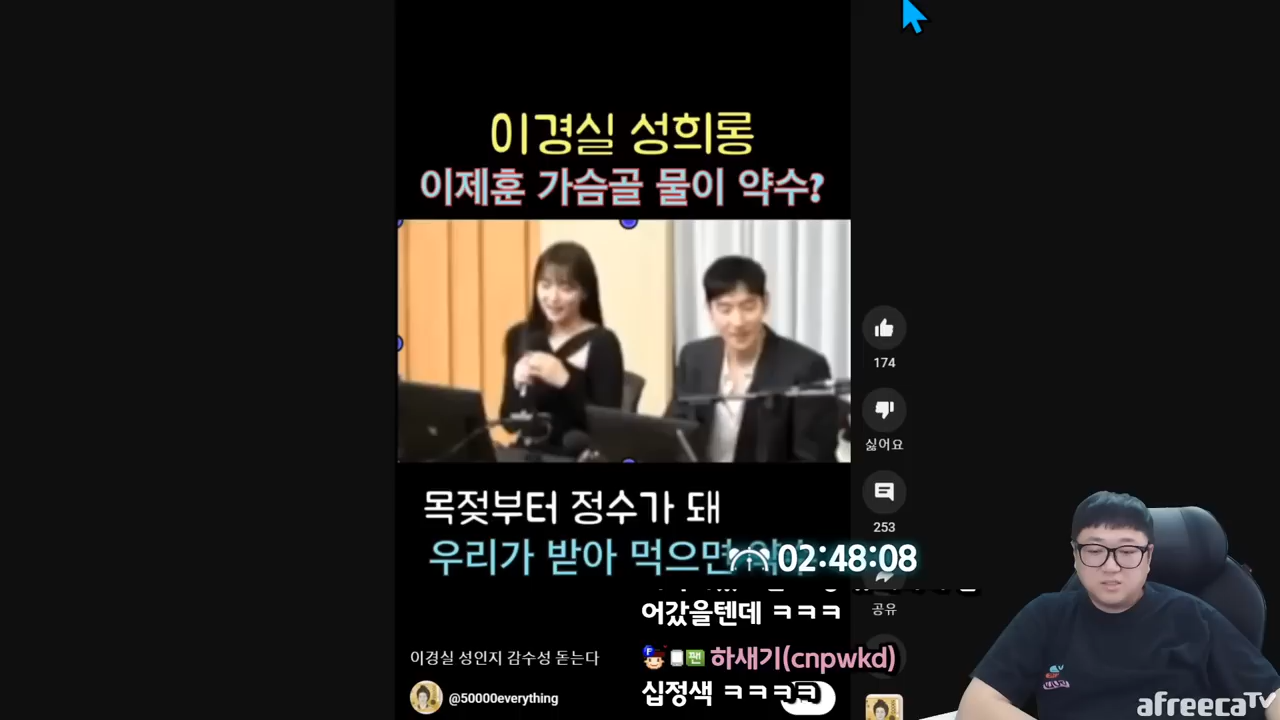 이경실 성희롱
이제훈 가슴골 물이 약수?
174
싫어요
253
목젖부터 정수가 돼
우리가 받아 먹으면
02:48:08
어갔을텐데 ㅋㅋㅋ
공유
이경실 성인지 감수성 돋는다
하새기(cnpwkd)
@50000everything
십정색 ㅋㅋㅋㅋ
afreecaTV